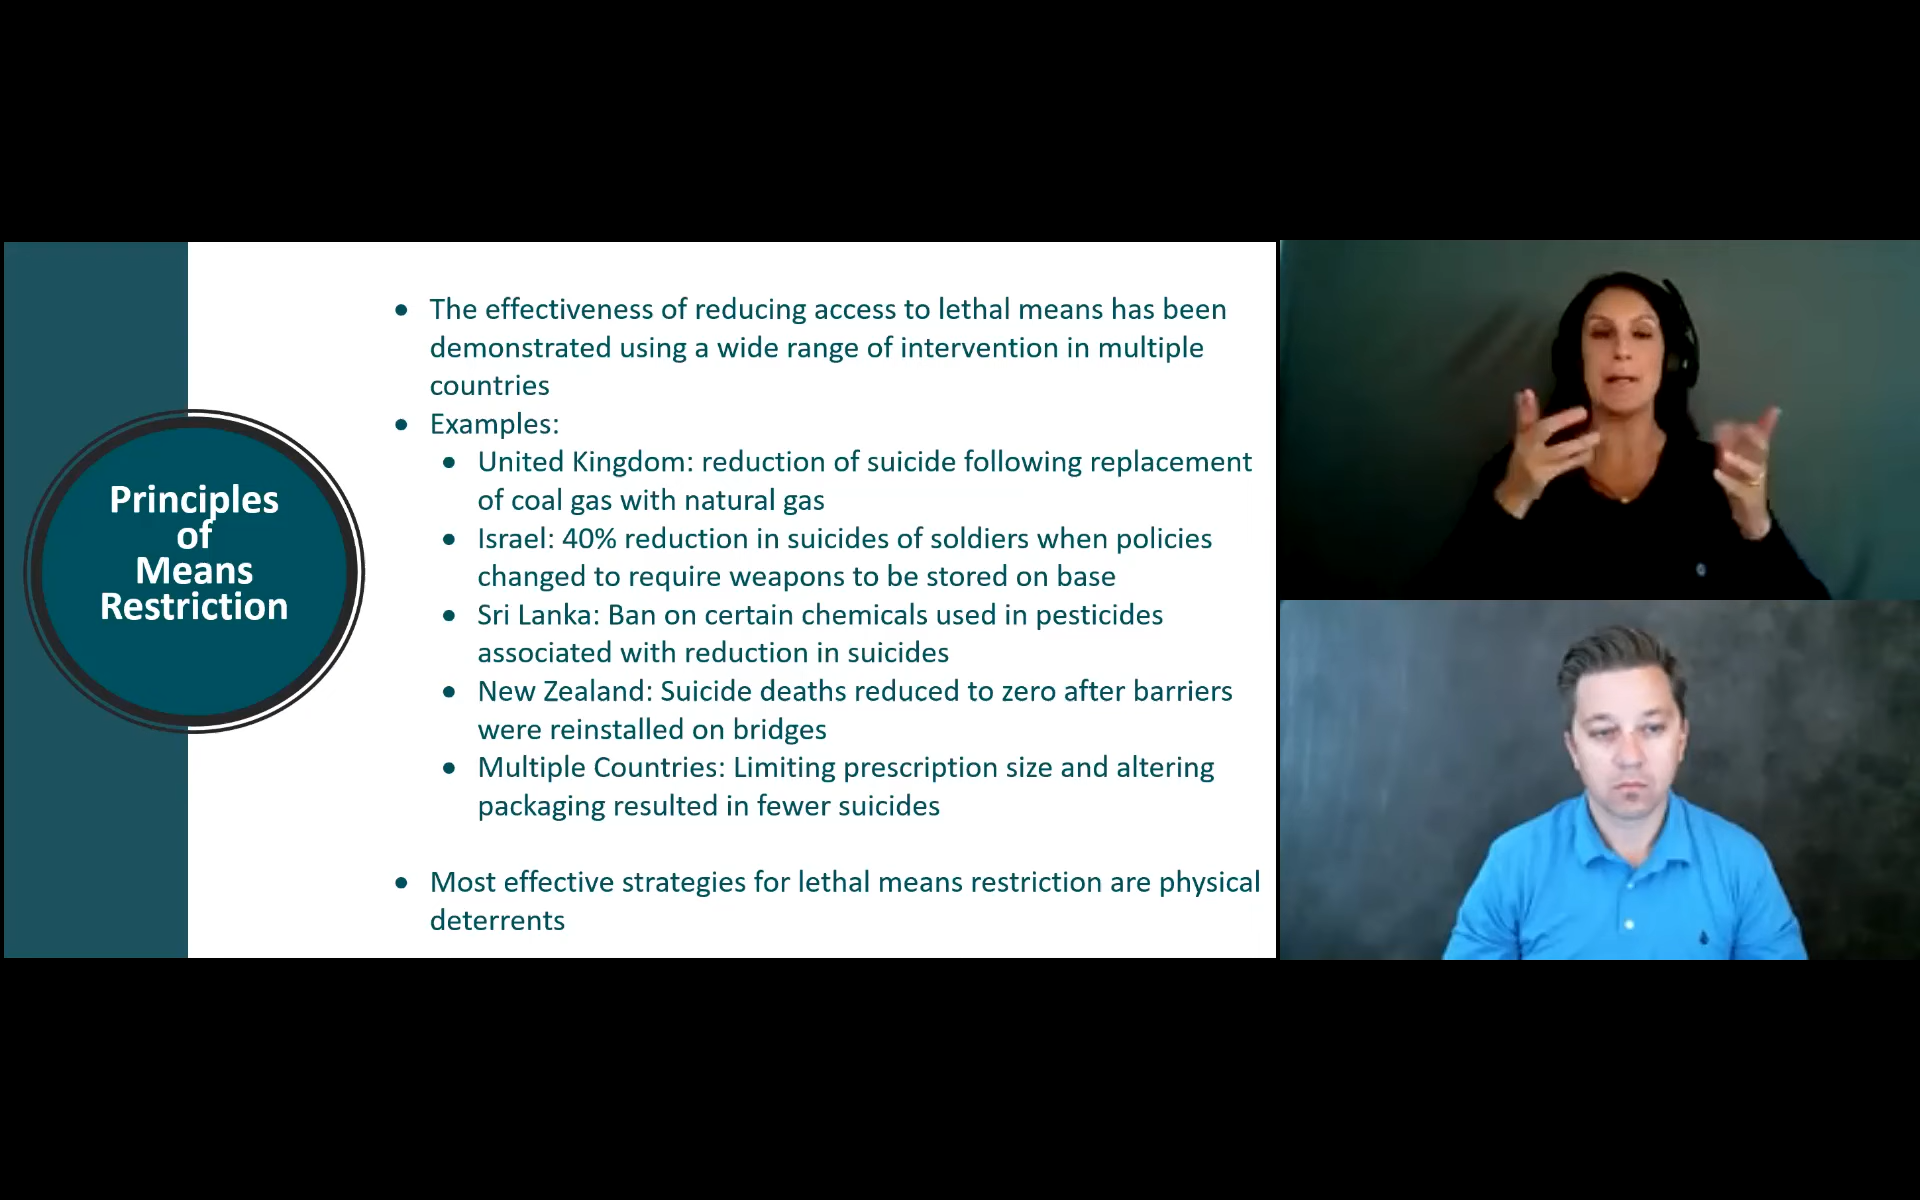 Principles
of
Means
Restriction
• The effectiveness of reducing access to lethal means has been
demonstrated using a wide range of intervention in multiple
countries
• Examples:
• United Kingdom: reduction of suicide following replacement
of coal gas with natural gas
• Israel: 40% reduction in suicides of soldiers when policies
changed to require weapons to be stored on base
• Sri Lanka: Ban on certain chemicals used in pesticides
associated with reduction in suicides
• New Zealand: Suicide deaths reduced to zero after barriers
were reinstalled on bridges
• Multiple Countries: Limiting prescription size and altering
packaging resulted in fewer suicides
• Most effective strategies for lethal means restriction are physical
deterrents